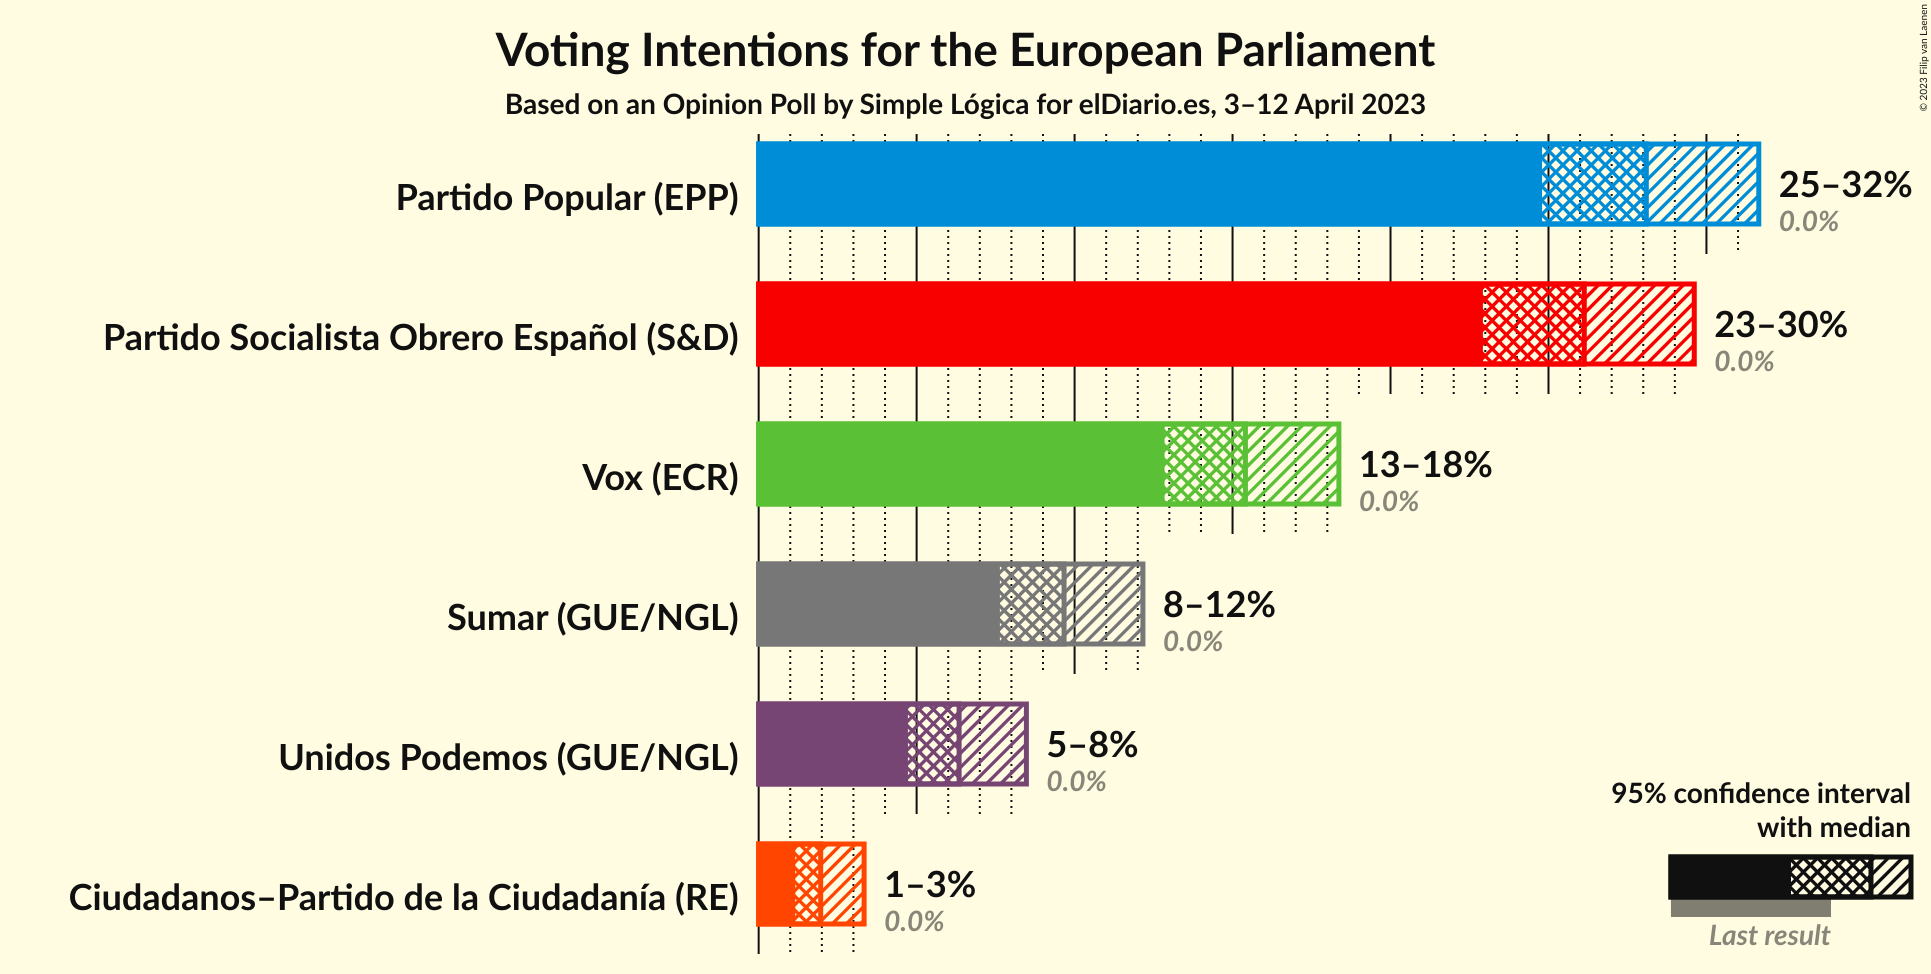 Voting Intentions for the European Parliament
Based on an Opinion Poll by Simple Lógica for elDiario.es, 3–12 April 2023
© 2023 Filip van Laenen
Partido Popular (EPP)
25–32%
0.0%
Partido Socialista Obrero Español (S&D)
23–30%
0.0%
Vox (ECR)
13–18%
0.0%
Sumar (GUE/NGL)
8–12%
0.0%
Unidos Podemos (GUE/NGL)
5–8%
0.0%
Ciudadanos–Partido de la Ciudadanía (RE)
1–3%
0.0%
95% confidence interval
with median
Last result